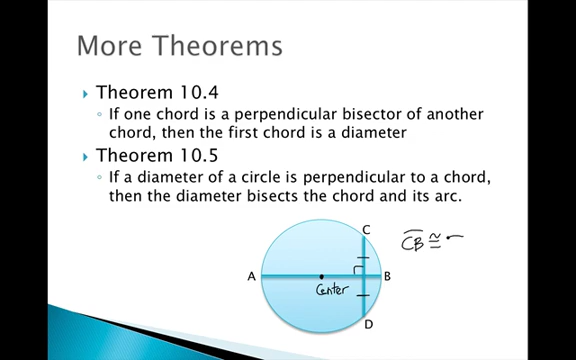 More Theorems
Theorem 10.4
If one chord is a perpendicular bisector of another
chord, then the first chord is a diameter
Theorem 10.5
If a diameter of a circle is perpendicular to a chord,
then the diameter bisects the chord and its arc.
C
CB ≅
A
B
Center
D